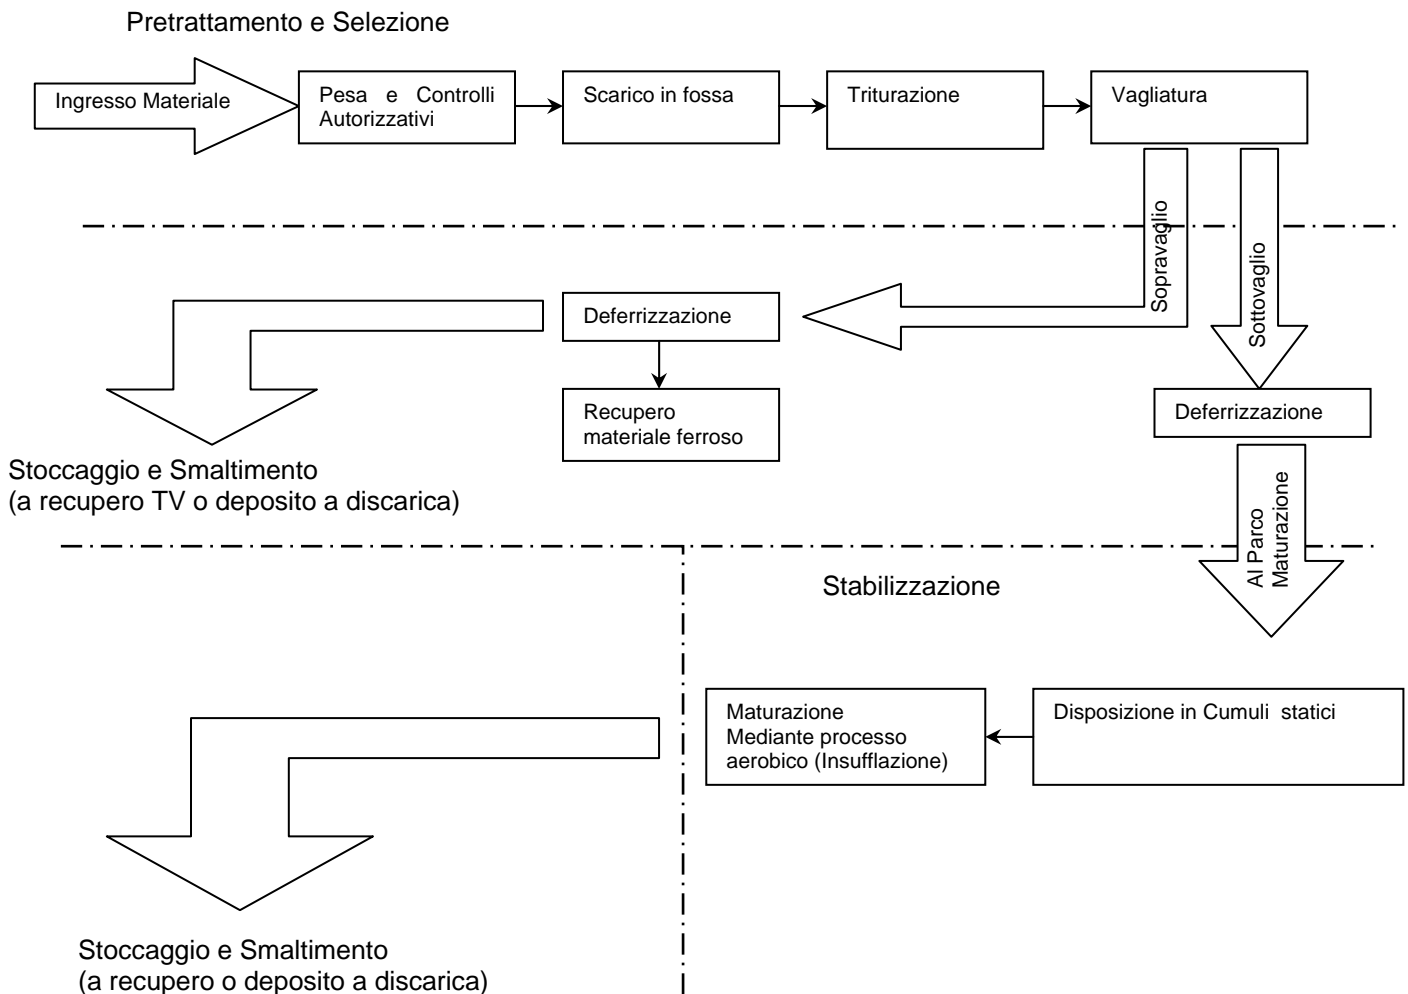 Pretrattamento e Selezione
Ingresso Materiale
Pesa e Controlli
Autorizzativi
Scarico in fossa
Triturazione
Vagliatura
Sopravaglio
Sottovaglio
Deferrizzazione
Recupero
materiale ferroso
Deferrizzazione
Stoccaggio e Smaltimento
(a recupero TV o deposito a discarica)
Al Parco
Maturazione
Stabilizzazione
Maturazione
Mediante processo
aerobico (Insufflazione)
Disposizione in Cumuli statici
Stoccaggio e Smaltimento
(a recupero o deposito a discarica)